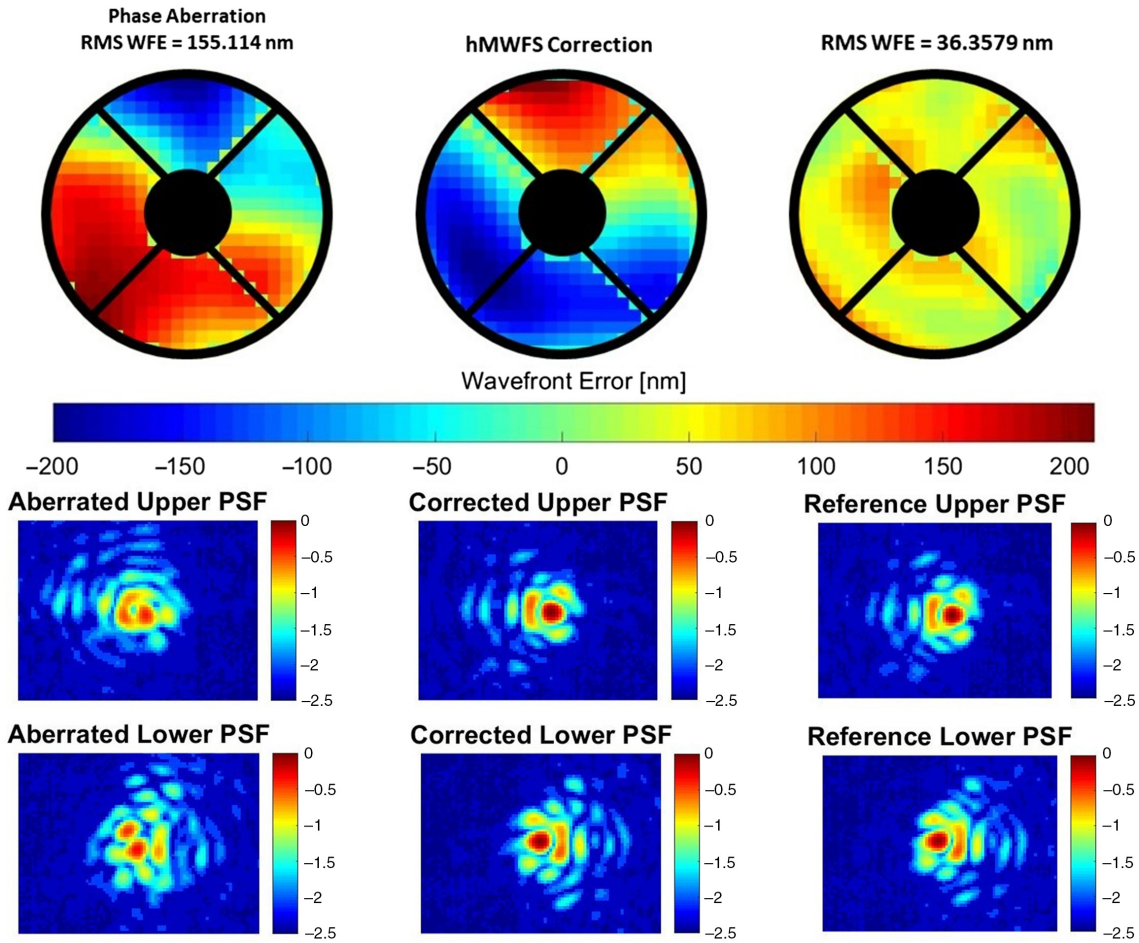 Phase Aberration
RMS WFE = 155.114 nm
hMWFS Correction
RMS WFE = 36.3579 nm
Wavefront Error [nm]
−200 −150 −100 −50 0 50 100 150 200
Aberrated Upper PSF Corrected Upper PSF Reference Upper PSF
0 0 0
−0.5 −0.5 −0.5
−1 −1 −1
−1.5 −1.5 −1.5
−2 −2 −2
−2.5 −2.5 −2.5
Aberrated Lower PSF Corrected Lower PSF Reference Lower PSF
0 0 0
−0.5 −0.5 −0.5
−1 −1 −1
−1.5 −1.5 −1.5
−2 −2 −2
−2.5 −2.5 −2.5